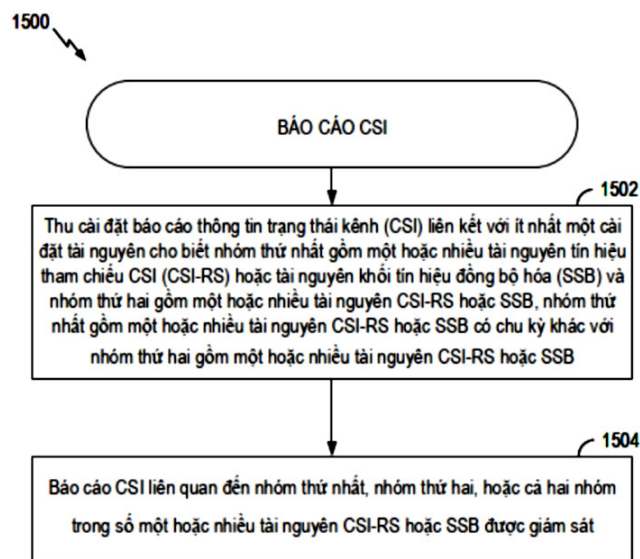 1500
BÁO CÁO CSI
1502
Thu cài đặt báo cáo thông tin trạng thái kênh (CSI) liên kết với ít nhất một cài
đặt tài nguyên cho biết nhóm thứ nhất gồm một hoặc nhiều tài nguyên tín hiệu
tham chiếu CSI (CSI-RS) hoặc tài nguyên khối tín hiệu đồng bộ hóa (SSB) và
nhóm thứ hai gồm một hoặc nhiều tài nguyên CSI-RS hoặc SSB, nhóm thứ
nhất gồm một hoặc nhiều tài nguyên CSI-RS hoặc SSB có chu kỳ khác với
nhóm thứ hai gồm một hoặc nhiều tài nguyên CSI-RS hoặc SSB
1504
Báo cáo CSI liên quan đến nhóm thứ nhất, nhóm thứ hai, hoặc cả hai nhóm
trong số một hoặc nhiều tài nguyên CSI-RS hoặc SSB được giám sát